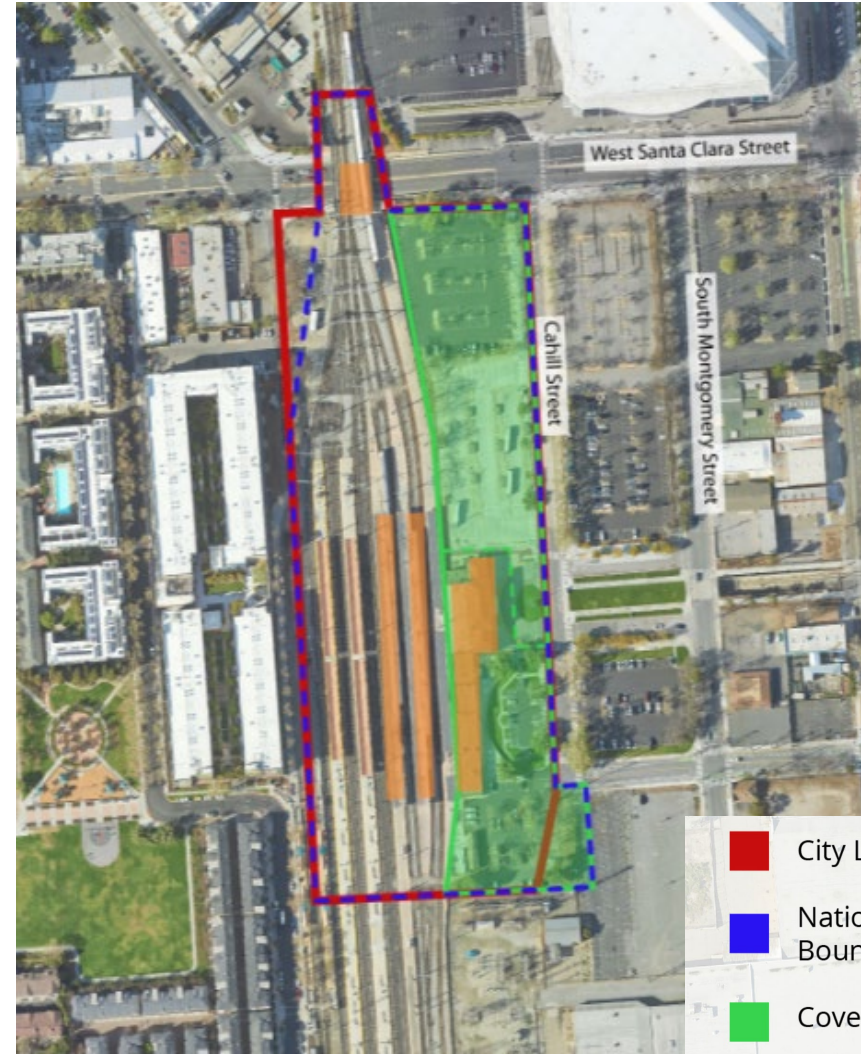 West Santa Clara Street
Cahill Street
South Montgomery Street
City L
Natio
Boun
Cove